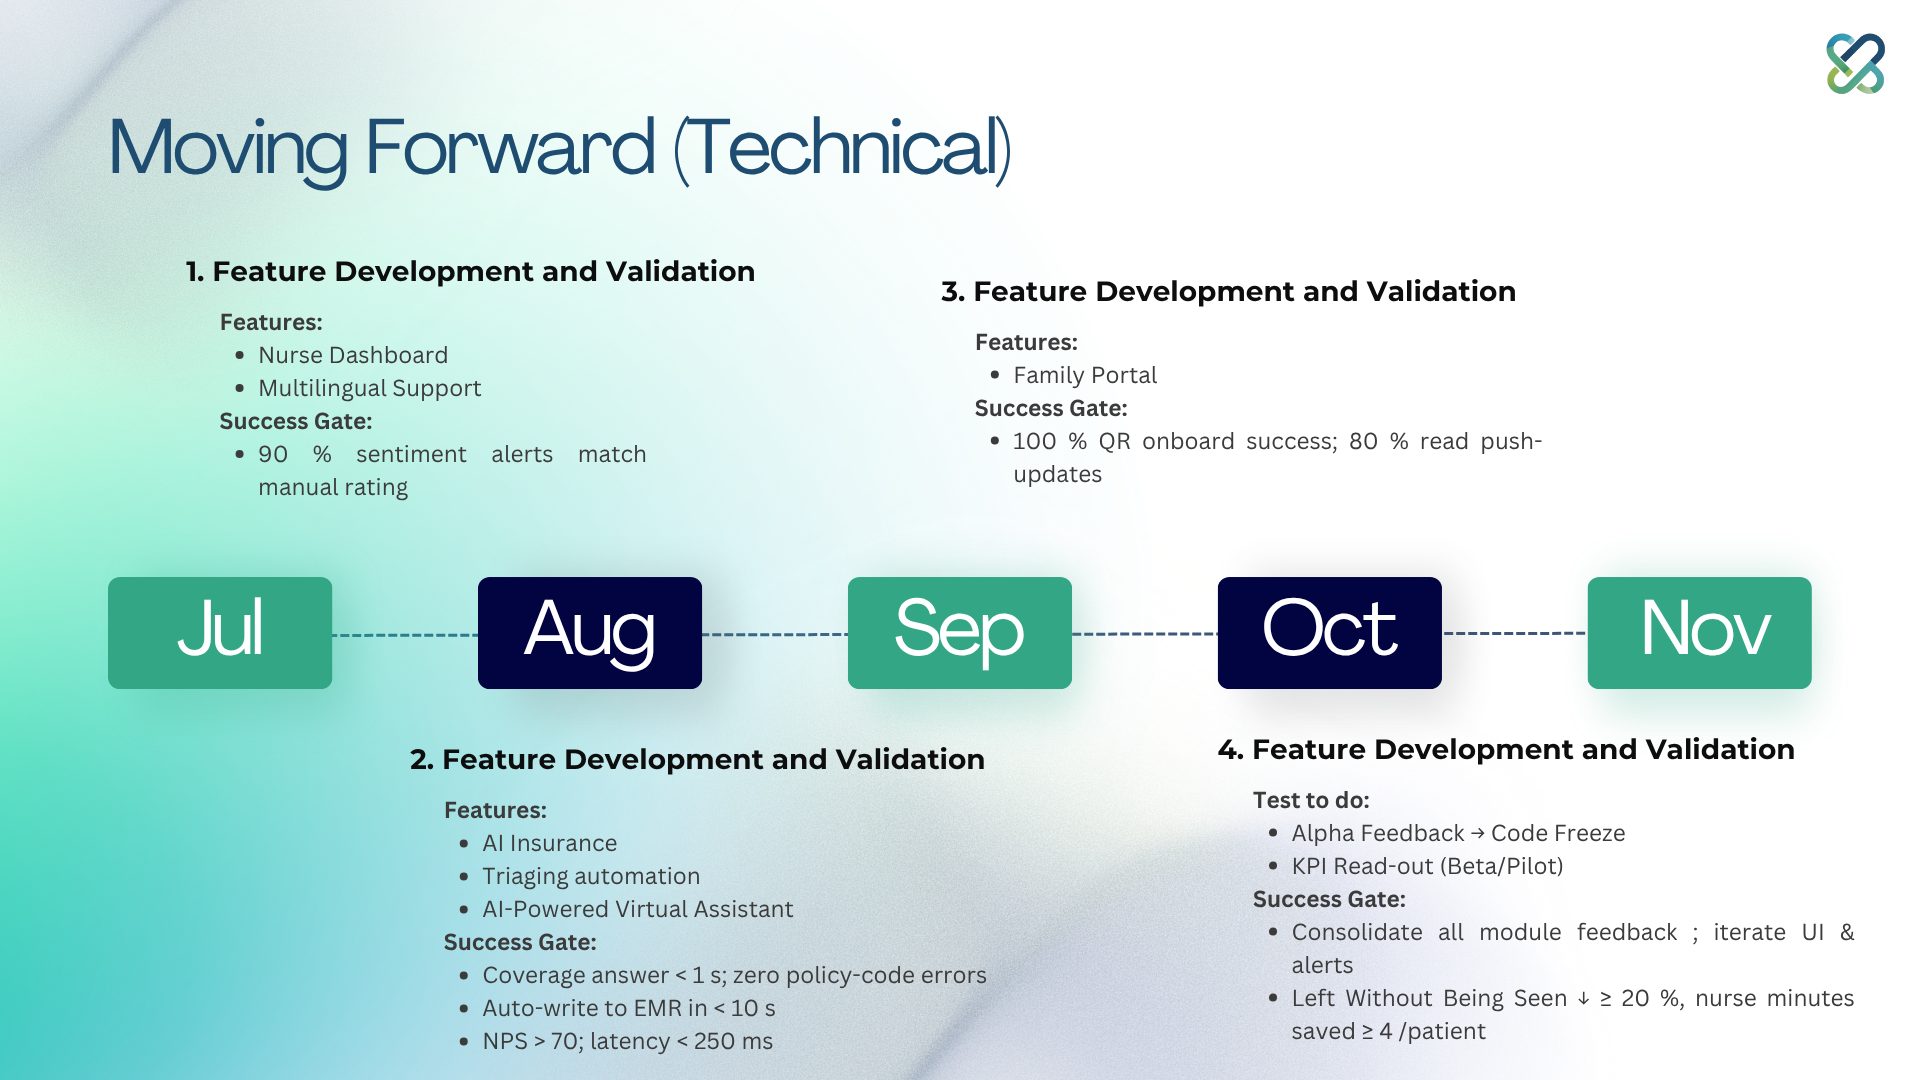 Moving Forward (Technical)
1. Feature Development and Validation
Features:
• Nurse Dashboard
• Multilingual Support
Success Gate:
• 90 % sentiment alerts match
manual rating
3. Feature Development and Validation
Features:
• Family Portal
Success Gate:
• 100 % QR onboard success; 80 % read push-
updates
Jul
Aug
Sep
Oct
Nov
2. Feature Development and Validation
Features:
• AI Insurance
• Triaging automation
• AI-Powered Virtual Assistant
Success Gate:
• Coverage answer < 1 s; zero policy-code errors
• Auto-write to EMR in < 10 s
• NPS > 70; latency < 250 ms
4. Feature Development and Validation
Test to do:
• Alpha Feedback → Code Freeze
• KPI Read-out (Beta/Pilot)
Success Gate:
• Consolidate all module feedback ; iterate UI &
alerts
• Left Without Being Seen ↓ ≥ 20 %, nurse minutes
saved ≥ 4 /patient